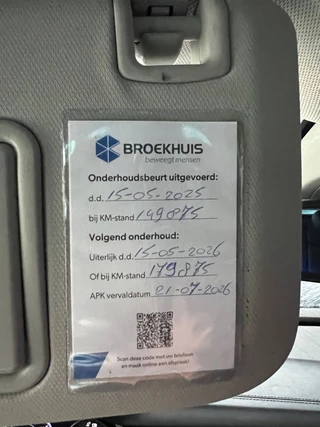 BROEKHUIS
beweegt mensen
Onderhoudsbeurt uitgevoerd:
d.d. 15-05-2025
bij KM-stand 149875
Volgend onderhoud:
Uiterlijk d.d. 15-05-2026
Of bij KM-stand 179875
APK vervaldatum 21-07-2026
Scan deze code met uw telefoon
en maak online een afspraak!